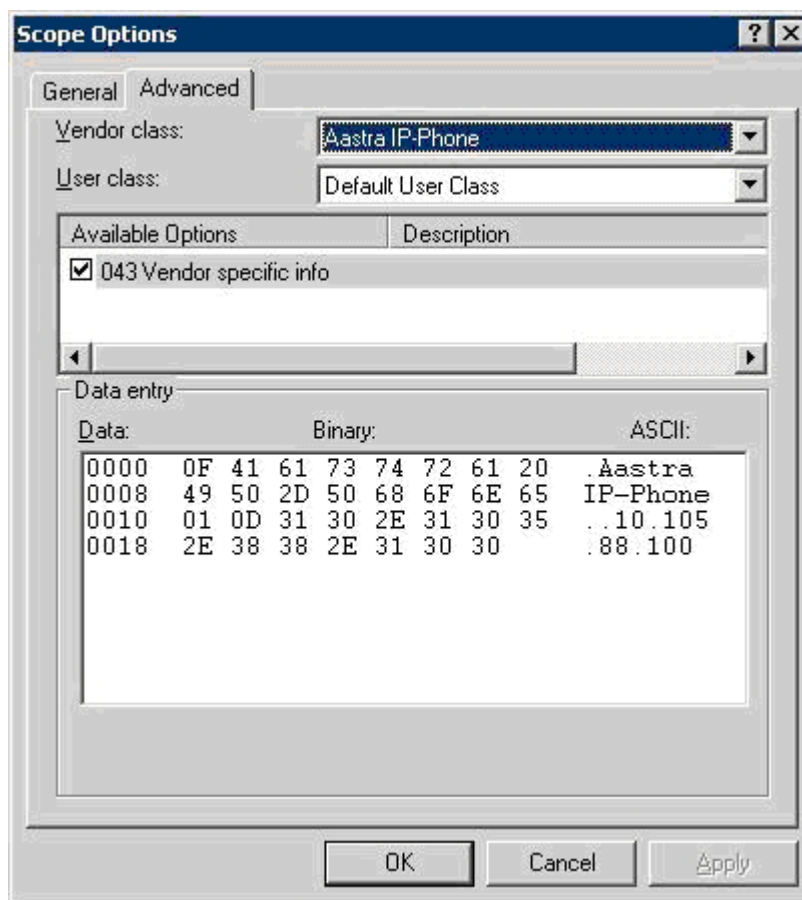 Scope Options
General Advanced
Vendor class: Aastra IP-Phone
User class: Default User Class
Available Options Description
043 Vendor specific info
Data entry
Data: Binary: ASCII:
0000 0F 41 61 73 74 72 61 20 .Aastra
0008 49 50 2D 50 68 6F 6E 65 IP-Phone
0010 01 0D 31 30 2E 31 30 35 ..10.105
0018 2E 38 38 2E 31 30 30 .88.100
OK Cancel Apply